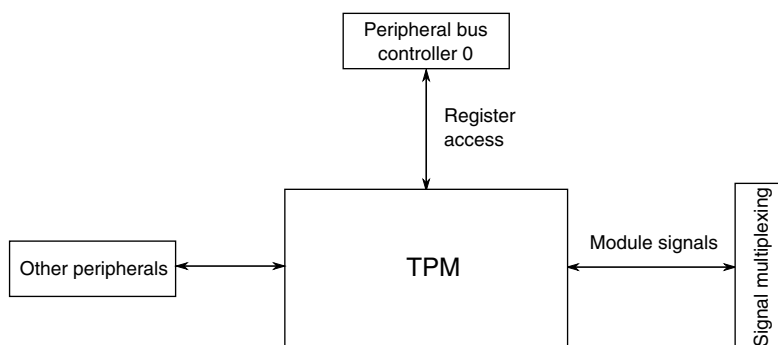 Peripheral bus
controller 0
Register
access
Other peripherals
TPM
Module signals
Signal multiplexing